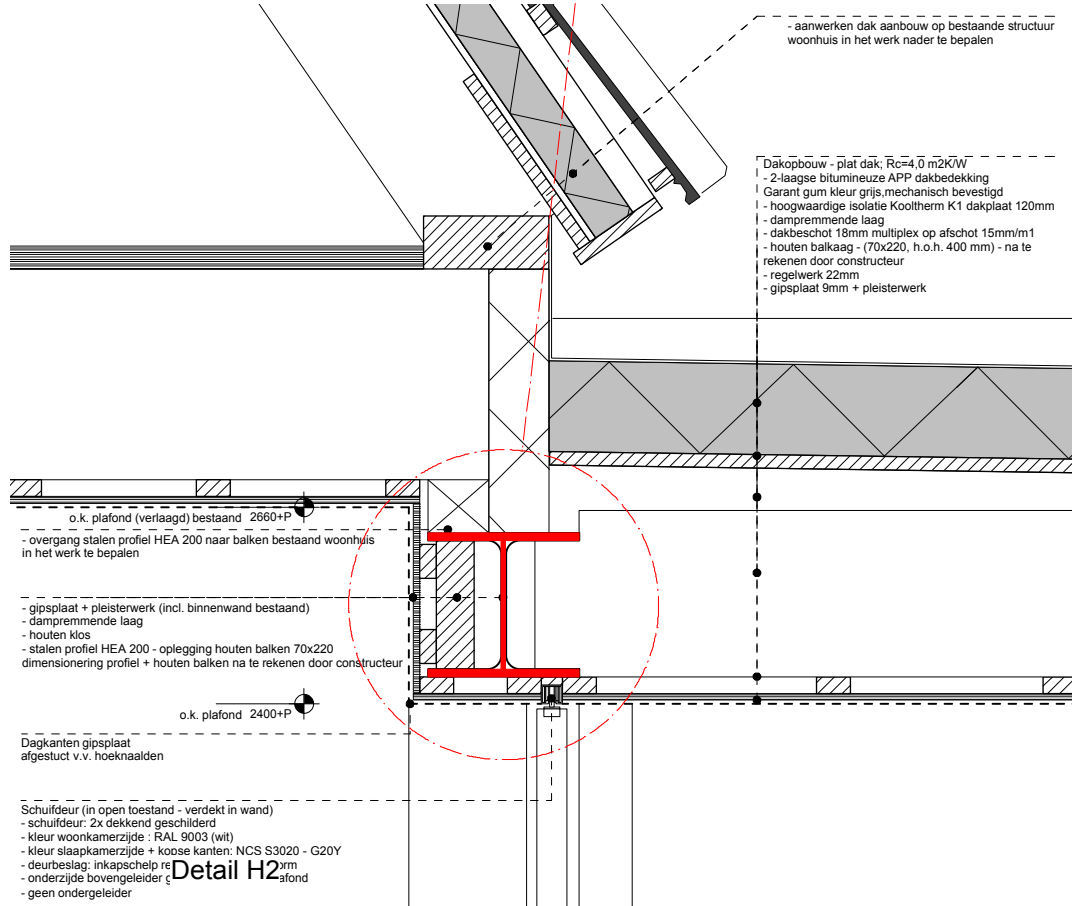 - aanwerken dak aanbouw op bestaande structuur
woonhuis in het werk nader te bepalen
Dakopbouw - plat dak; Rc=4,0 m2K/W
- 2-laagse bitumineuze APP dakbedekking
Garant gum kleur grijs,mechanisch bevestigd
- hoogwaardige isolatie Kooltherm K1 dakplaat 120mm
- dampremmende laag
- dakbeschot 18mm multiplex op afschot 15mm/m1
- houten balkaag - (70x220, h.o.h. 400 mm) - na te
rekenen door constructeur
- regelwerk 22mm
- gipsplaat 9mm + pleisterwerk
o.k. plafond (verlaagd) bestaand 2660+P
- overgang stalen profiel HEA 200 naar balken bestaand woonhuis
in het werk te bepalen
- gipsplaat + pleisterwerk (incl. binnenwand bestaand)
- dampremmende laag
- houten klos
- stalen profiel HEA 200 - oplegging houten balken 70x220
dimensionering profiel + houten balken na te rekenen door constructeur
o.k. plafond 2400+P
Dagkanten gipsplaat
afgestuct v.v. hoeknaalden
Schuifdeur (in open toestand - verdekt in wand)
- schuifdeur: 2x dekkend geschilderd
- kleur woonkamerzijde : RAL 9003 (wit)
- kleur slaapkamerzijde + kopse kanten: NCS S3020 - G20Y
- deurbeslag: inkapschelp
- onderzijde bovengeleider
- geen ondergeleider
Detail H2